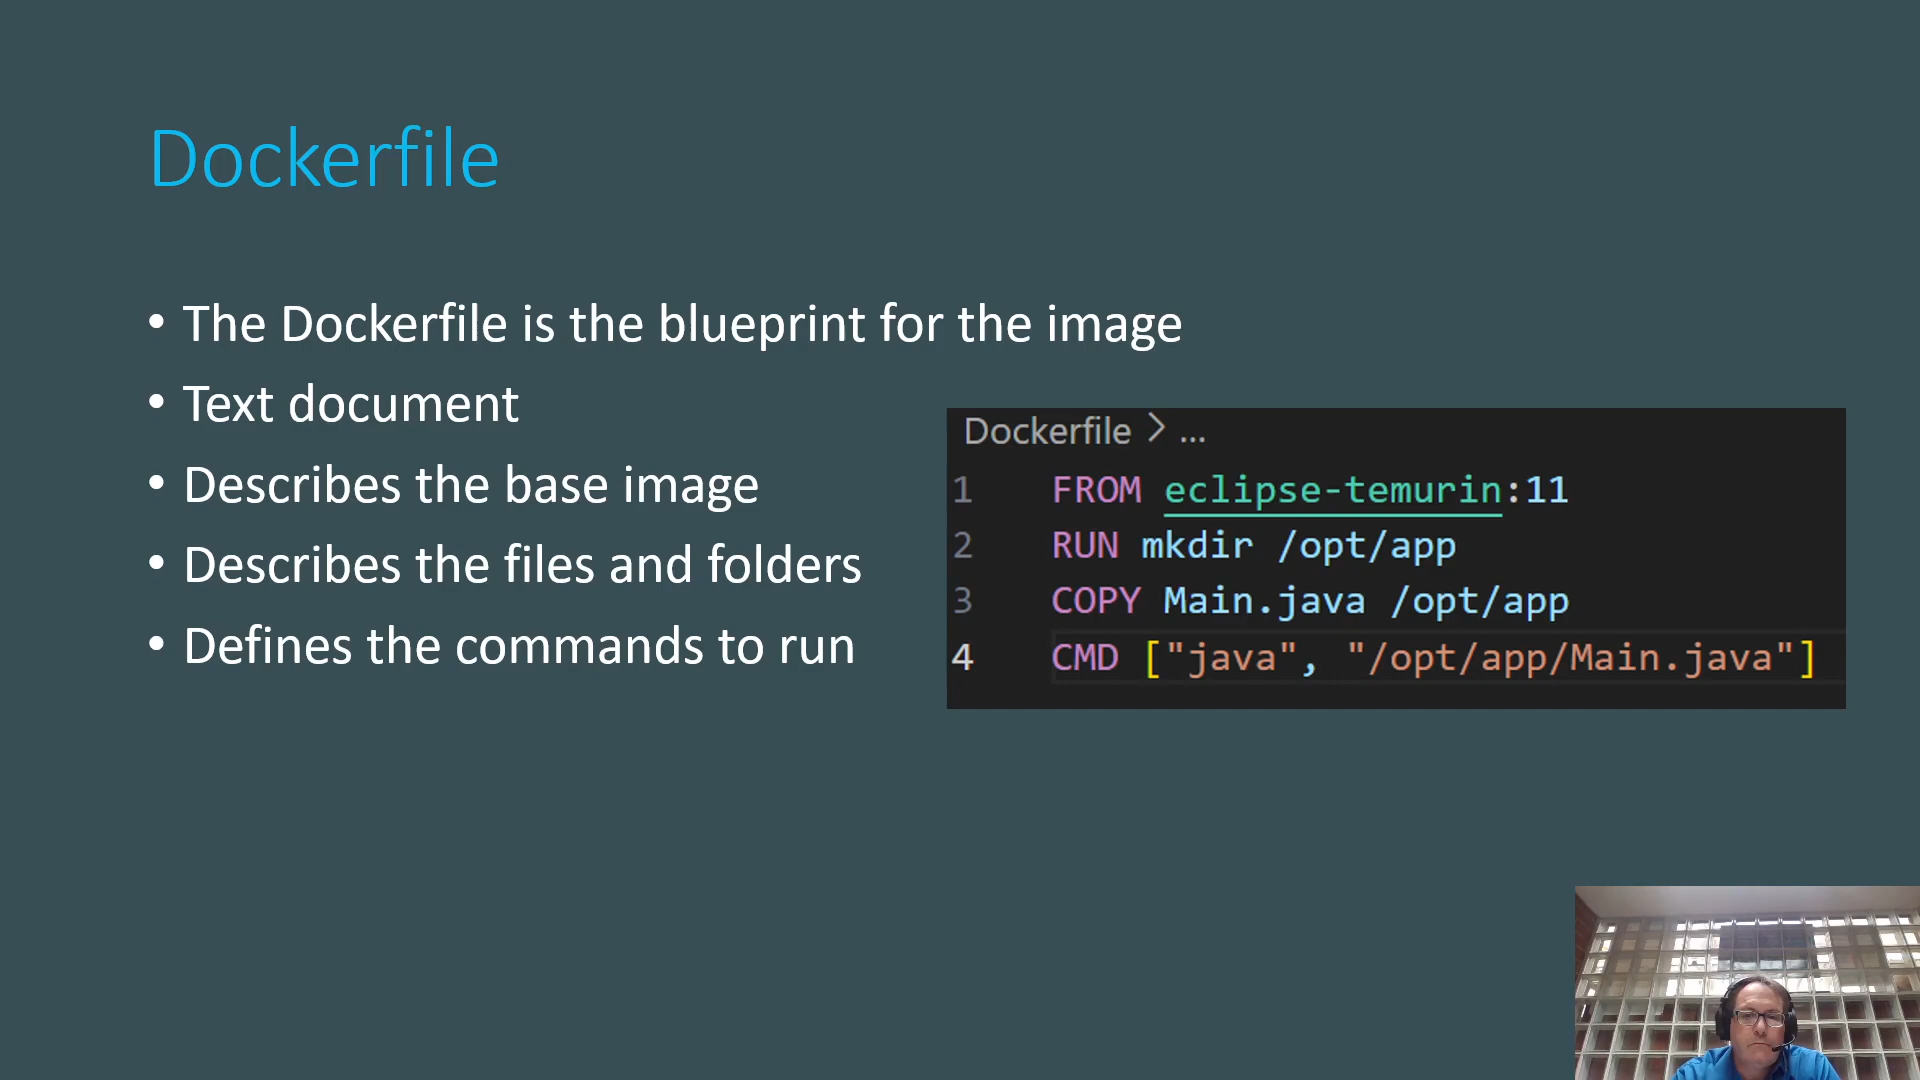 Dockerfile
• The Dockerfile is the blueprint for the image
• Text document
• Describes the base image
• Describes the files and folders
• Defines the commands to run
Dockerfile > ...
1 FROM eclipse-temurin:11
2 RUN mkdir /opt/app
3 COPY Main.java /opt/app
4 CMD ["java", "/opt/app/Main.java"]